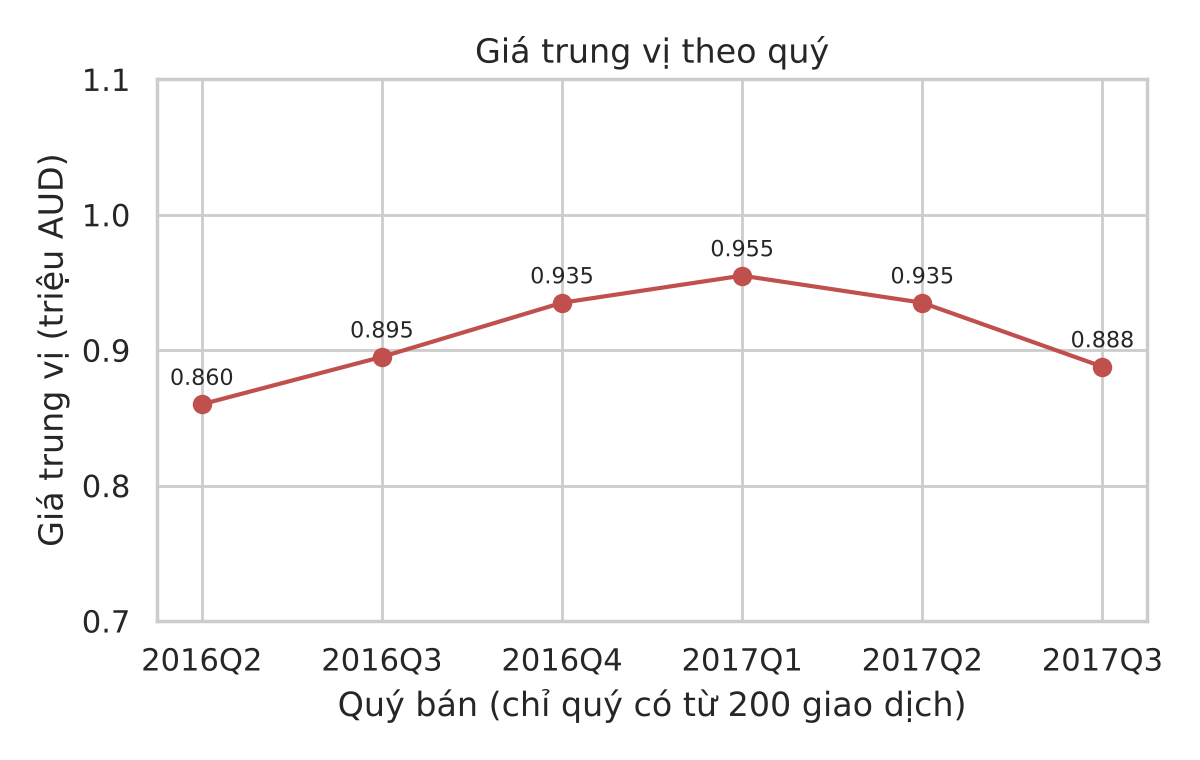 Giá trung vị theo quý
Giá trung vị (triệu AUD)
1.1
1.0
0.9
0.8
0.7
0.860
0.895
0.935
0.955
0.935
0.888
2016Q2 2016Q3 2016Q4 2017Q1 2017Q2 2017Q3
Quý bán (chỉ quý có từ 200 giao dịch)